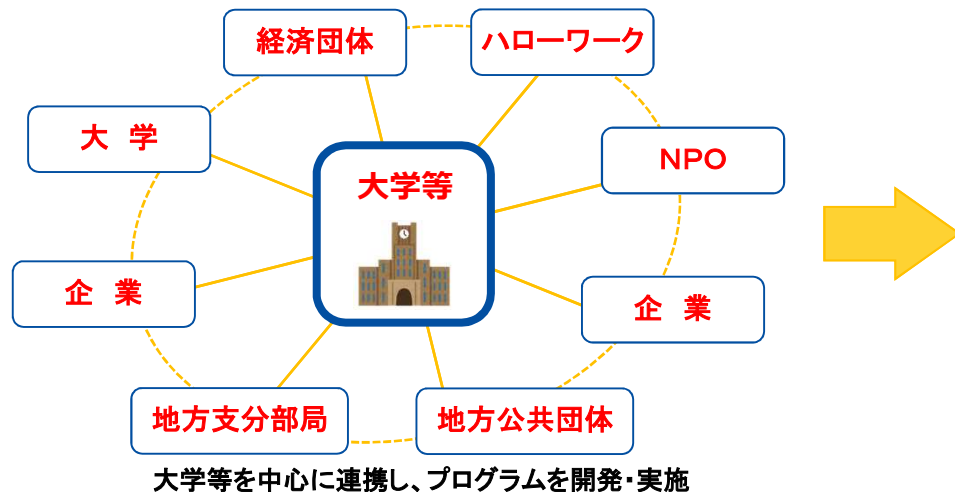 経済団体
ハローワーク
大 学
大学等
NPO
企 業
企 業
地方支分部局
地方公共団体
大学等を中心に連携し、プログラムを開発・実施